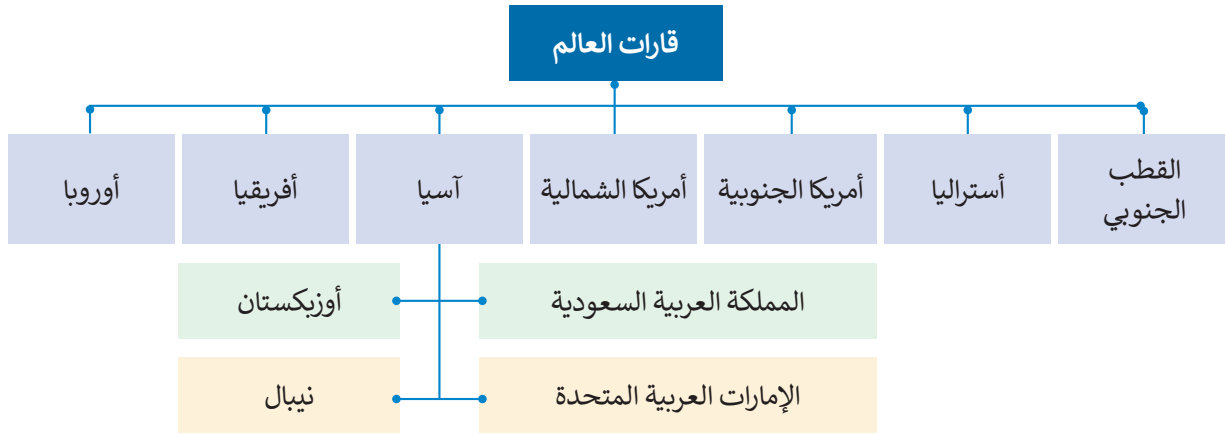 قارات العالم
القطب
الجنوبي
أستراليا
أمريكا الجنوبية
أمريكا الشمالية
آسيا
أفريقيا
أوروبا
المملكة العربية السعودية
أوزبكستان
الإمارات العربية المتحدة
نيبال